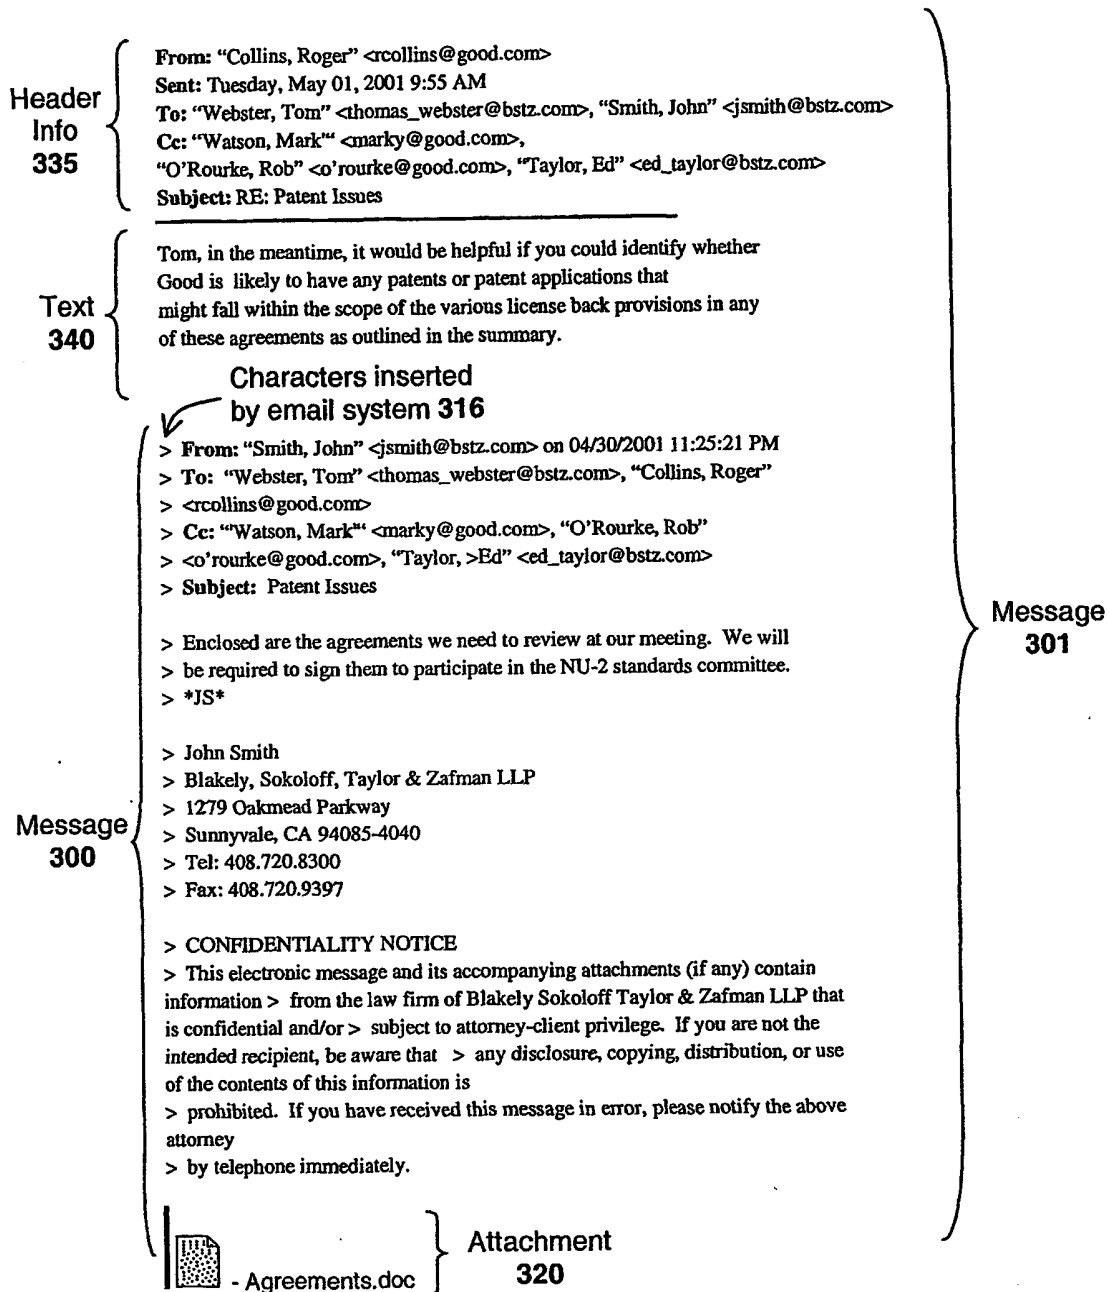 From: “Collins, Roger” <rcollins@good.com>
Sent: Tuesday, May 01, 2001 9:55 AM
To: “Webster, Tom” <thomas_webster@bstz.com>, “Smith, John” <jsmith@bstz.com>
Cc: “Watson, Mark'“ <marky@good.com>,
“O'Rourke, Rob” <o'rourke@good.com>, “Taylor, Ed” <ed_taylor@bstz.com>
Subject: RE: Patent Issues
Header
Info
335
Tom, in the meantime, it would be helpful if you could identify whether
Good is likely to have any patents or patent applications that
might fall within the scope of the various license back provisions in any
of these agreements as outlined in the summary.
Text
340
Characters inserted
by email system 316
> From: “Smith, John” <jsmith@bstz.com> on 04/30/2001 11:25:21 PM
> To: “Webster, Tom” <thomas_webster@bstz.com>, “Collins, Roger”
> <rcollins@good.com>
> Cc: “'Watson, Mark'“ <marky@good.com>, “O'Rourke, Rob”
> <o'rourke@good.com>, “Taylor, >Ed” <ed_taylor@bstz.com>
> Subject: Patent Issues
> Enclosed are the agreements we need to review at our meeting. We will
> be required to sign them to participate in the NU-2 standards committee.
> *JS*
> John Smith
> Blakely, Sokoloff, Taylor & Zafman LLP
> 1279 Oakmead Parkway
> Sunnyvale, CA 94085-4040
> Tel: 408.720.8300
> Fax: 408.720.9397
> CONFIDENTIALITY NOTICE
> This electronic message and its accompanying attachments (if any) contain
information > from the law firm of Blakely Sokoloff Taylor & Zafman LLP that
is confidential and/or > subject to attorney-client privilege. If you are not the
intended recipient, be aware that > any disclosure, copying, distribution, or use
of the contents of this information is
> prohibited. If you have received this message in error, please notify the above
attorney
> by telephone immediately.
Message
300
Message
301
- Agreements.doc
Attachment
320